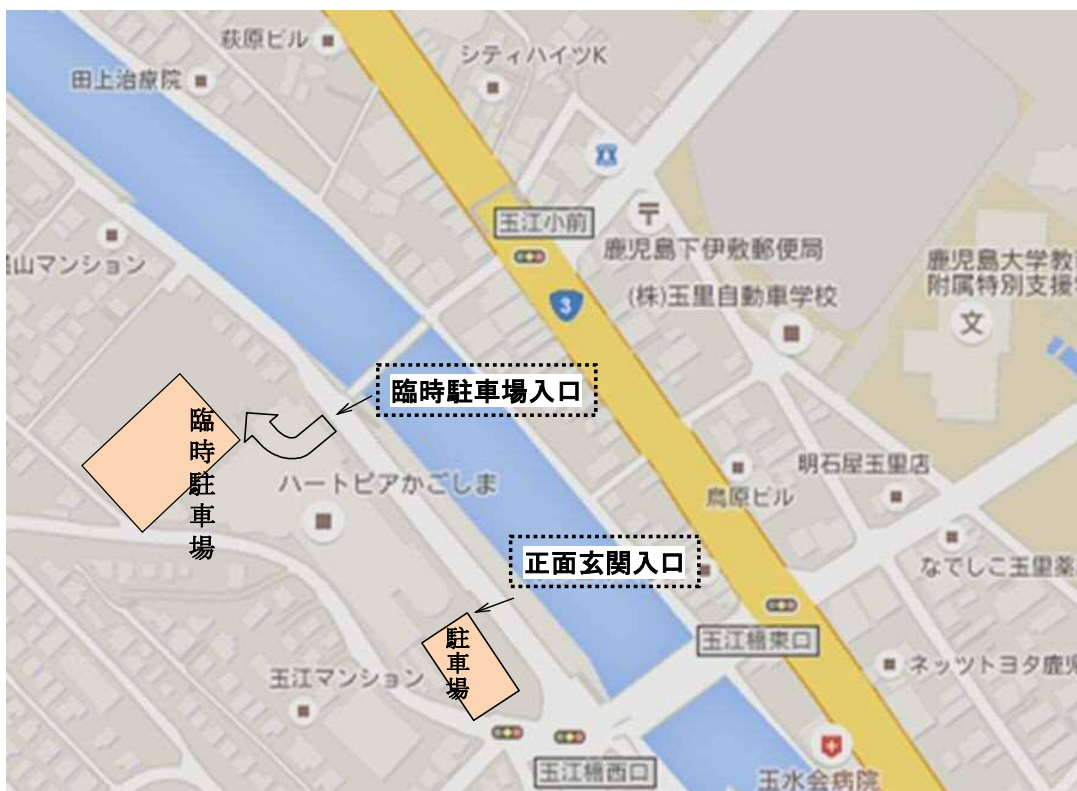 萩原ビル
シティハイツK
田上治療院
玉江小前
鹿児島下伊敷郵便局
山マンション
鹿児島大学教
附属特別支援
(株)玉里自動車学校
3
文
臨時駐車場入口
臨時駐車場
ハートピアかごしま
明石屋玉里店
鳥原ビル
正面玄関入口
なでしこ玉里薬
駐車場
玉江橋東口
玉江マンション
ネッツトヨタ鹿児
玉江橋西口
玉水会病院